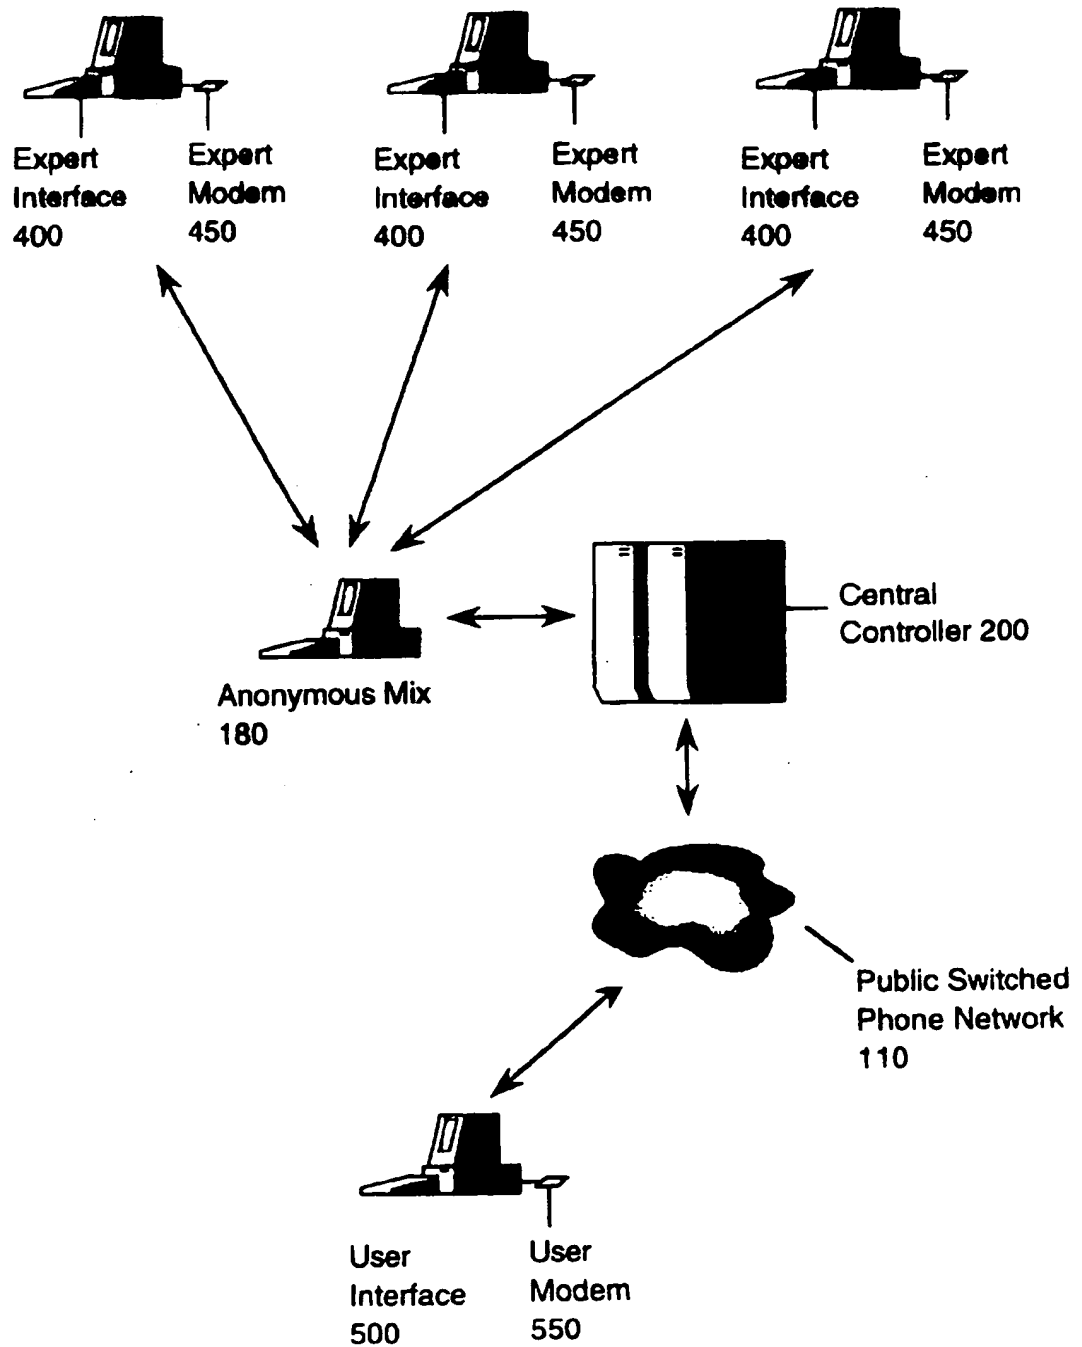 Expert
Interface
400
Expert
Modem
450
Expert
Interface
400
Expert
Modem
450
Expert
Interface
400
Expert
Modem
450
Central
Controller 200
Anonymous Mix
180
Public Switched
Phone Network
110
User
Interface
500
User
Modem
550